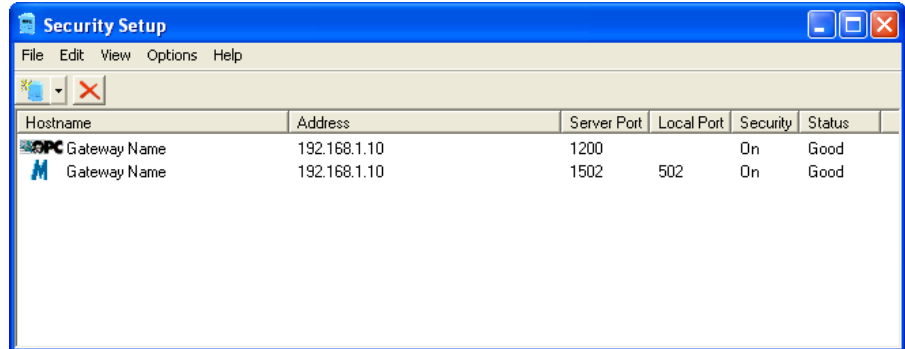 Security Setup
File Edit View Options Help
Hostname Address Server Port Local Port Security Status
OPC Gateway Name 192.168.1.10 1200 On Good
M Gateway Name 192.168.1.10 1502 502 On Good